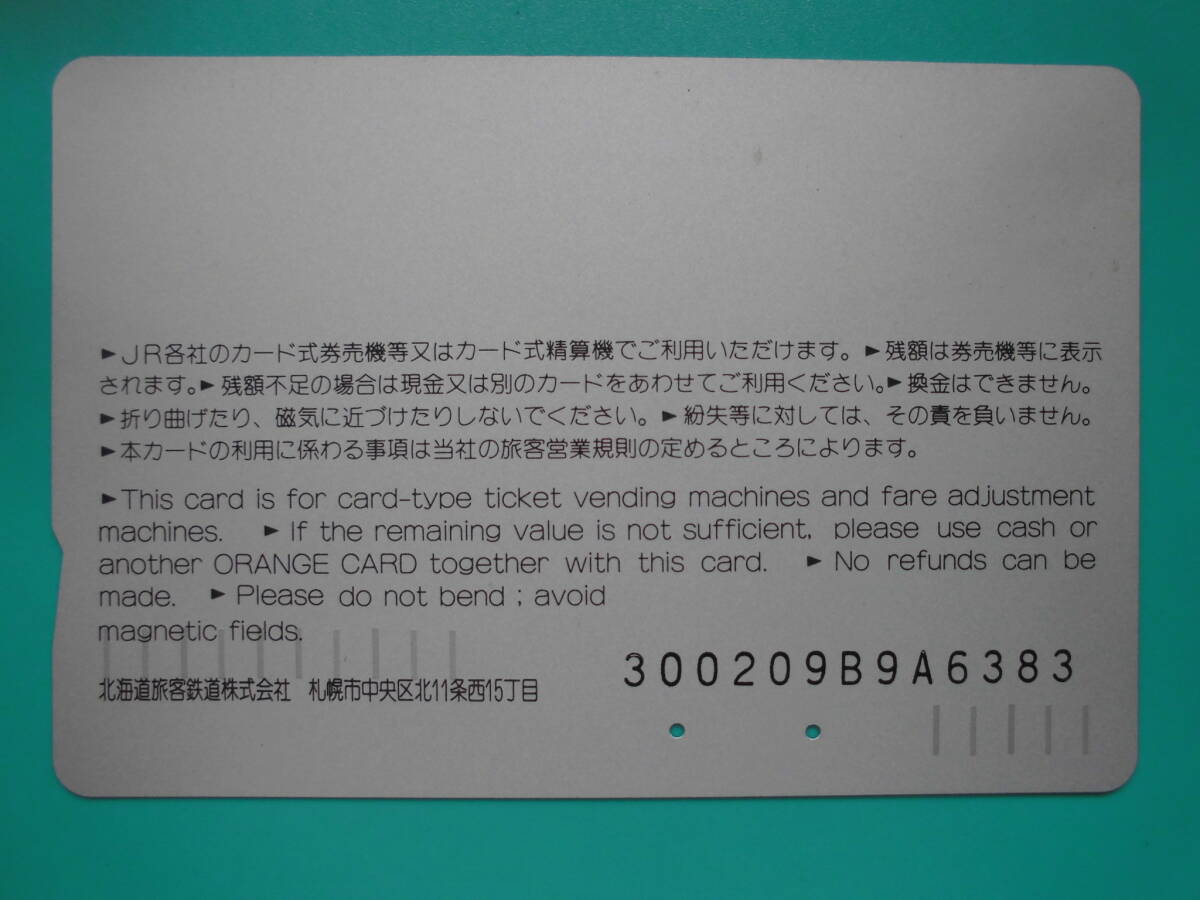 ►JR各社のカード式券売機等又はカード式精算機でご利用いただけます。►残額は券売機等に表示
されます。►残額不足の場合は現金又は別のカードをあわせてご利用ください。►換金はできません。
►折り曲げたり、磁気に近づけたりしないでください。►紛失等に対しては、その責を負いません。
►本カードの利用に係わる事項は当社の旅客営業規則の定めるところによります。
►This card is for card-type ticket vending machines and fare adjustment
machines. ►If the remaining value is not sufficient, please use cash or
another ORANGE CARD together with this card. ►No refunds can be
made. ►Please do not bend ; avoid
magnetic fields.
300209B9A6383
北海道旅客鉄道株式会社 札幌市中央区北11条西15丁目